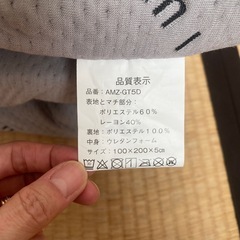 品質表示
品番：AMZ-GT5D
表地とマチ部分：
ポリエステル６０％
レーヨン40％
裏地：ポリエステル１００％
中身：ウレタンフォーム
サイズ：100×200×5㎝